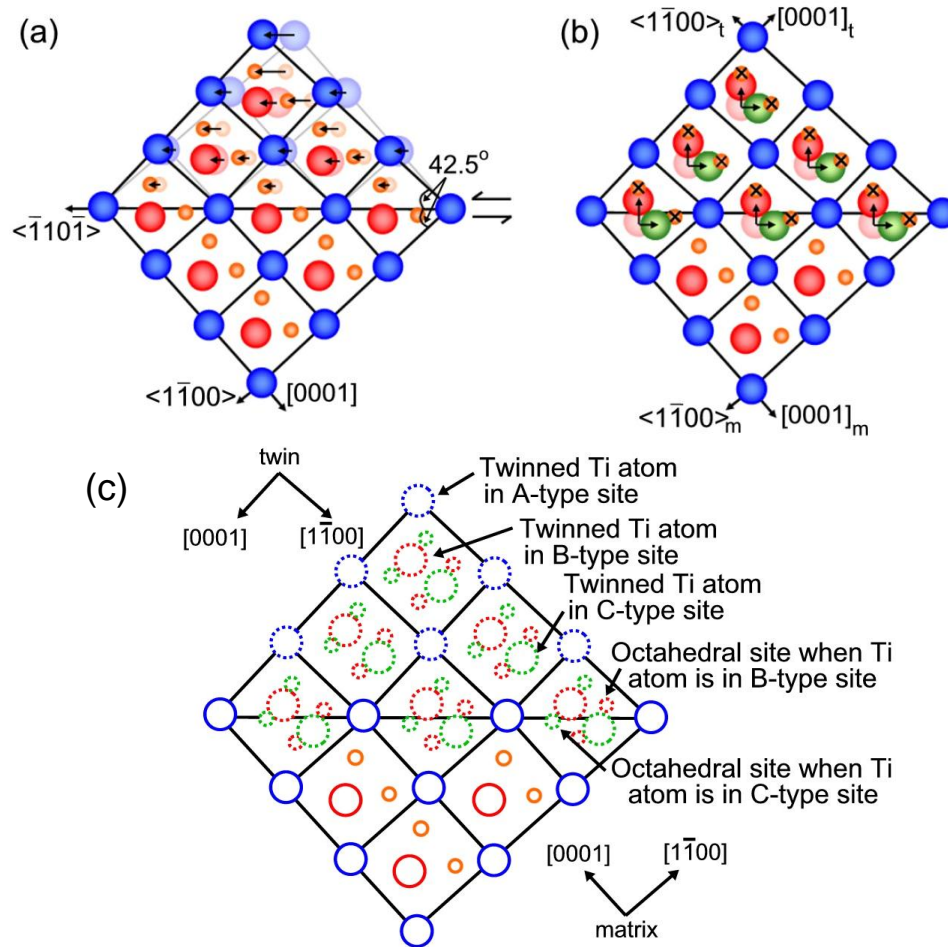 (a)
42.5°
<1̅101̅>
<11̅00>
[0001]
(b)
<11̅00>t
[0001]t
<11̅00>m
[0001]m
(c)
twin
[0001]
[11̅00]
Twinned Ti atom
in A-type site
Twinned Ti atom
in B-type site
Twinned Ti atom
in C-type site
Octahedral site when Ti
atom is in B-type site
Octahedral site when Ti
atom is in C-type site
[0001]
[11̅00]
matrix